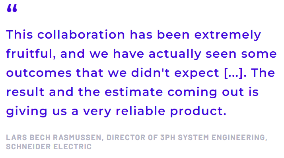 “
This collaboration has been extremely
fruitful, and we have actually seen some
outcomes that we didn't expect [...]. The
result and the estimate coming out is
giving us a very reliable product.
LARS BECH RASMUSSEN, DIRECTOR OF 3PH SYSTEM ENGINEERING,
SCHNEIDER ELECTRIC